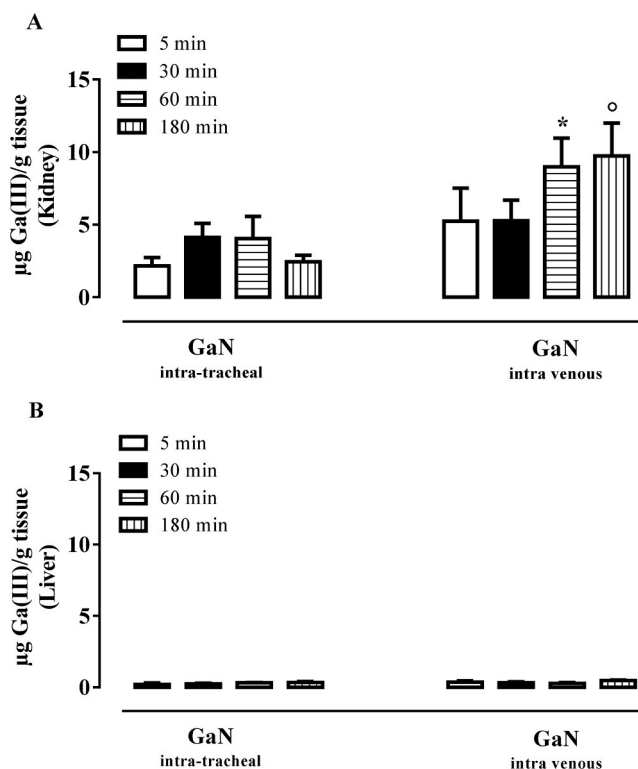 A
5 min
30 min
60 min
180 min
µg Ga(III)/g tissue
(Kidney)
15
10
5
0
*
°
GaN
intra-tracheal
GaN
intra venous
B
5 min
30 min
60 min
180 min
µg Ga(III)/g tissue
(Liver)
15
10
5
0
GaN
intra-tracheal
GaN
intra venous